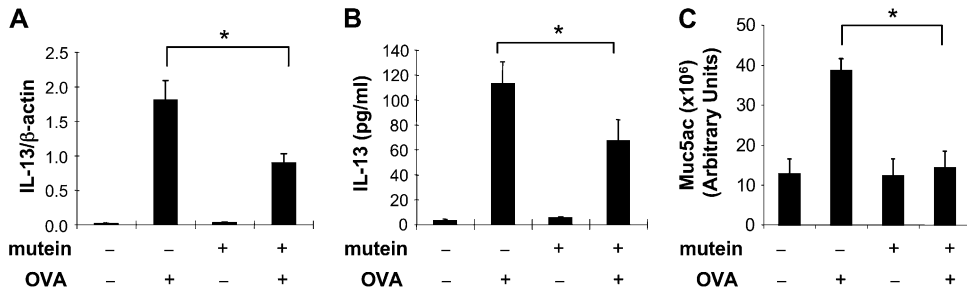 A
B
C
*
*
*
IL-13/β-actin
2.5
2.0
1.5
1.0
0.5
0.0
IL-13 (pg/ml)
140
120
100
80
60
40
20
0
Muc5ac (x10⁶)
(Arbitrary Units)
50
40
30
20
10
0
mutein – – + +
OVA – + – +
mutein – – + +
OVA – + – +
mutein – – + +
OVA – + – +